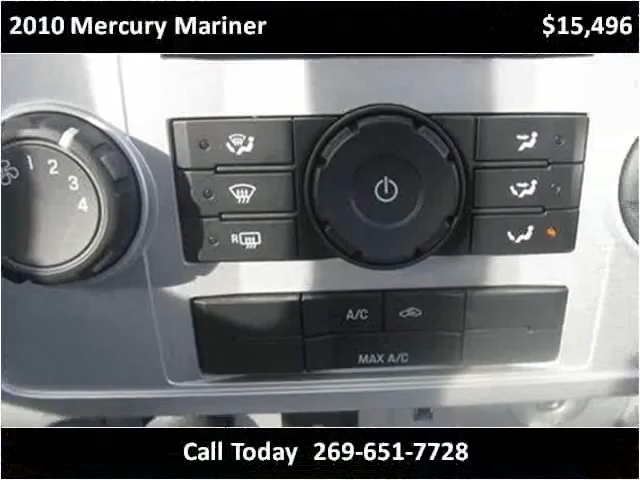 2010 Mercury Mariner $15,496
1 2 3 4
R
A/C
MAX A/C
Call Today 269-651-7728